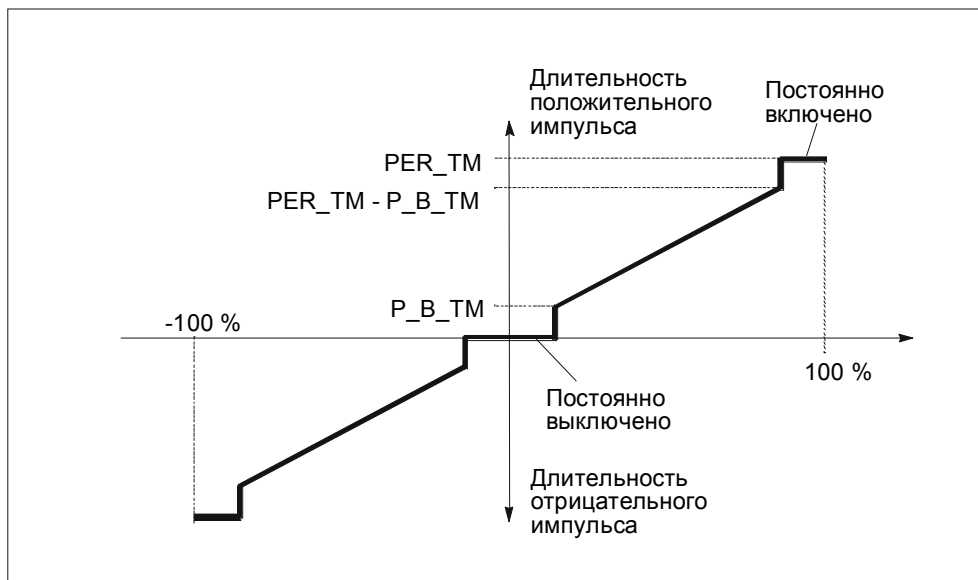 Длительность
положительного
импульса
Постоянно
включено
PER_TM
PER_TM - P_B_TM
P_B_TM
-100 %
100 %
Постоянно
выключено
Длительность
отрицательного
импульса